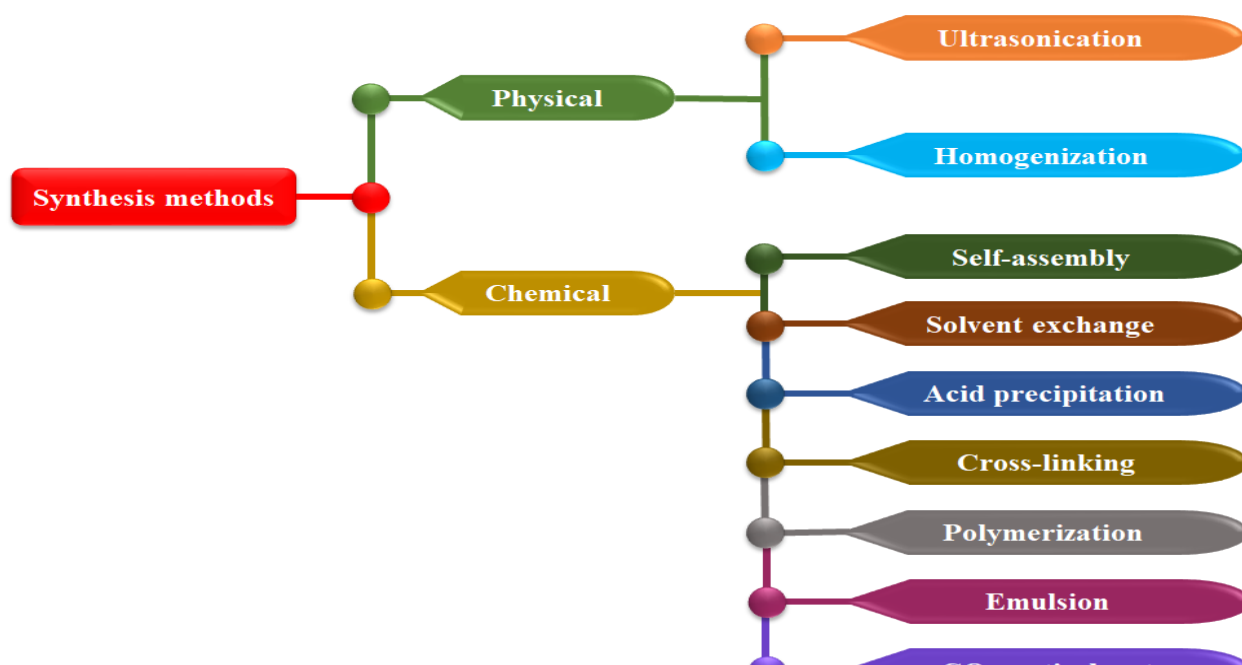 Synthesis methods
Physical
Ultrasonication
Homogenization
Chemical
Self-assembly
Solvent exchange
Acid precipitation
Cross-linking
Polymerization
Emulsion